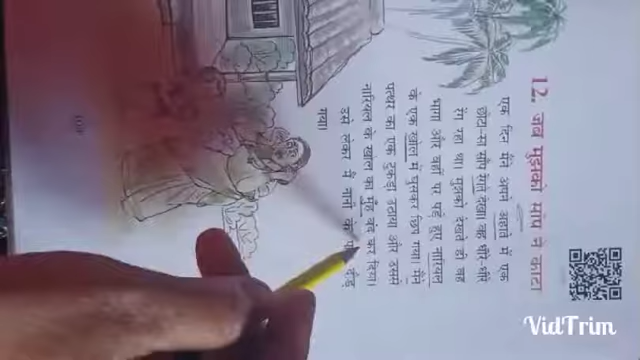 12. जब मुझको साँप ने काटा
एक दिन मैंने अपने अहाते में एक
छोटा-सा साँप रेंगते देखा। वह धीरे-धीरे
रेंग रहा था। मुझको देखते ही वह
भागा और वहीं पर पड़े हुए नारियल
के एक खोल में घुसकर छिप गया। मैंने
पत्थर का एक टुकड़ा उठाया और उससे
नारियल के खोल का मुँह बंद कर दिया।
उसे लेकर मैं नानी के दौड़
गया।
VidTrim